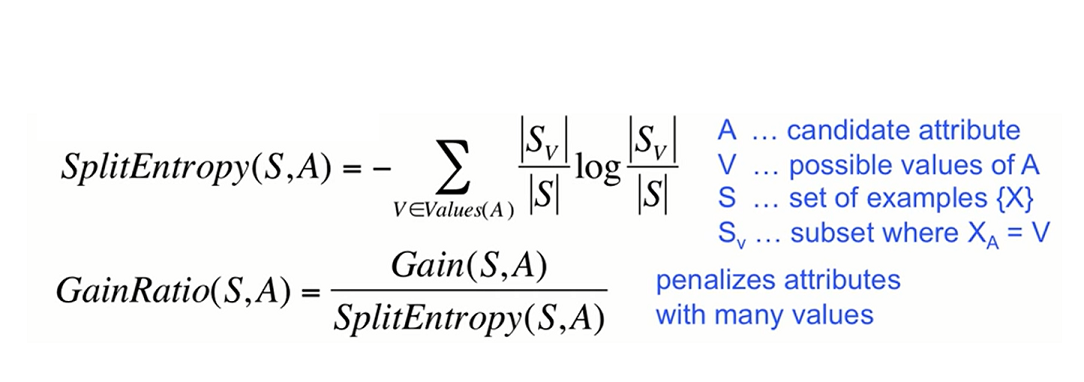 SplitEntropy(S,A) = − ∑ V∈Values(A) |S_V|/|S| log |S_V|/|S|
A … candidate attribute
V … possible values of A
S … set of examples {X}
S_v … subset where X_A = V
GainRatio(S,A) = Gain(S,A) / SplitEntropy(S,A)
penalizes attributes
with many values